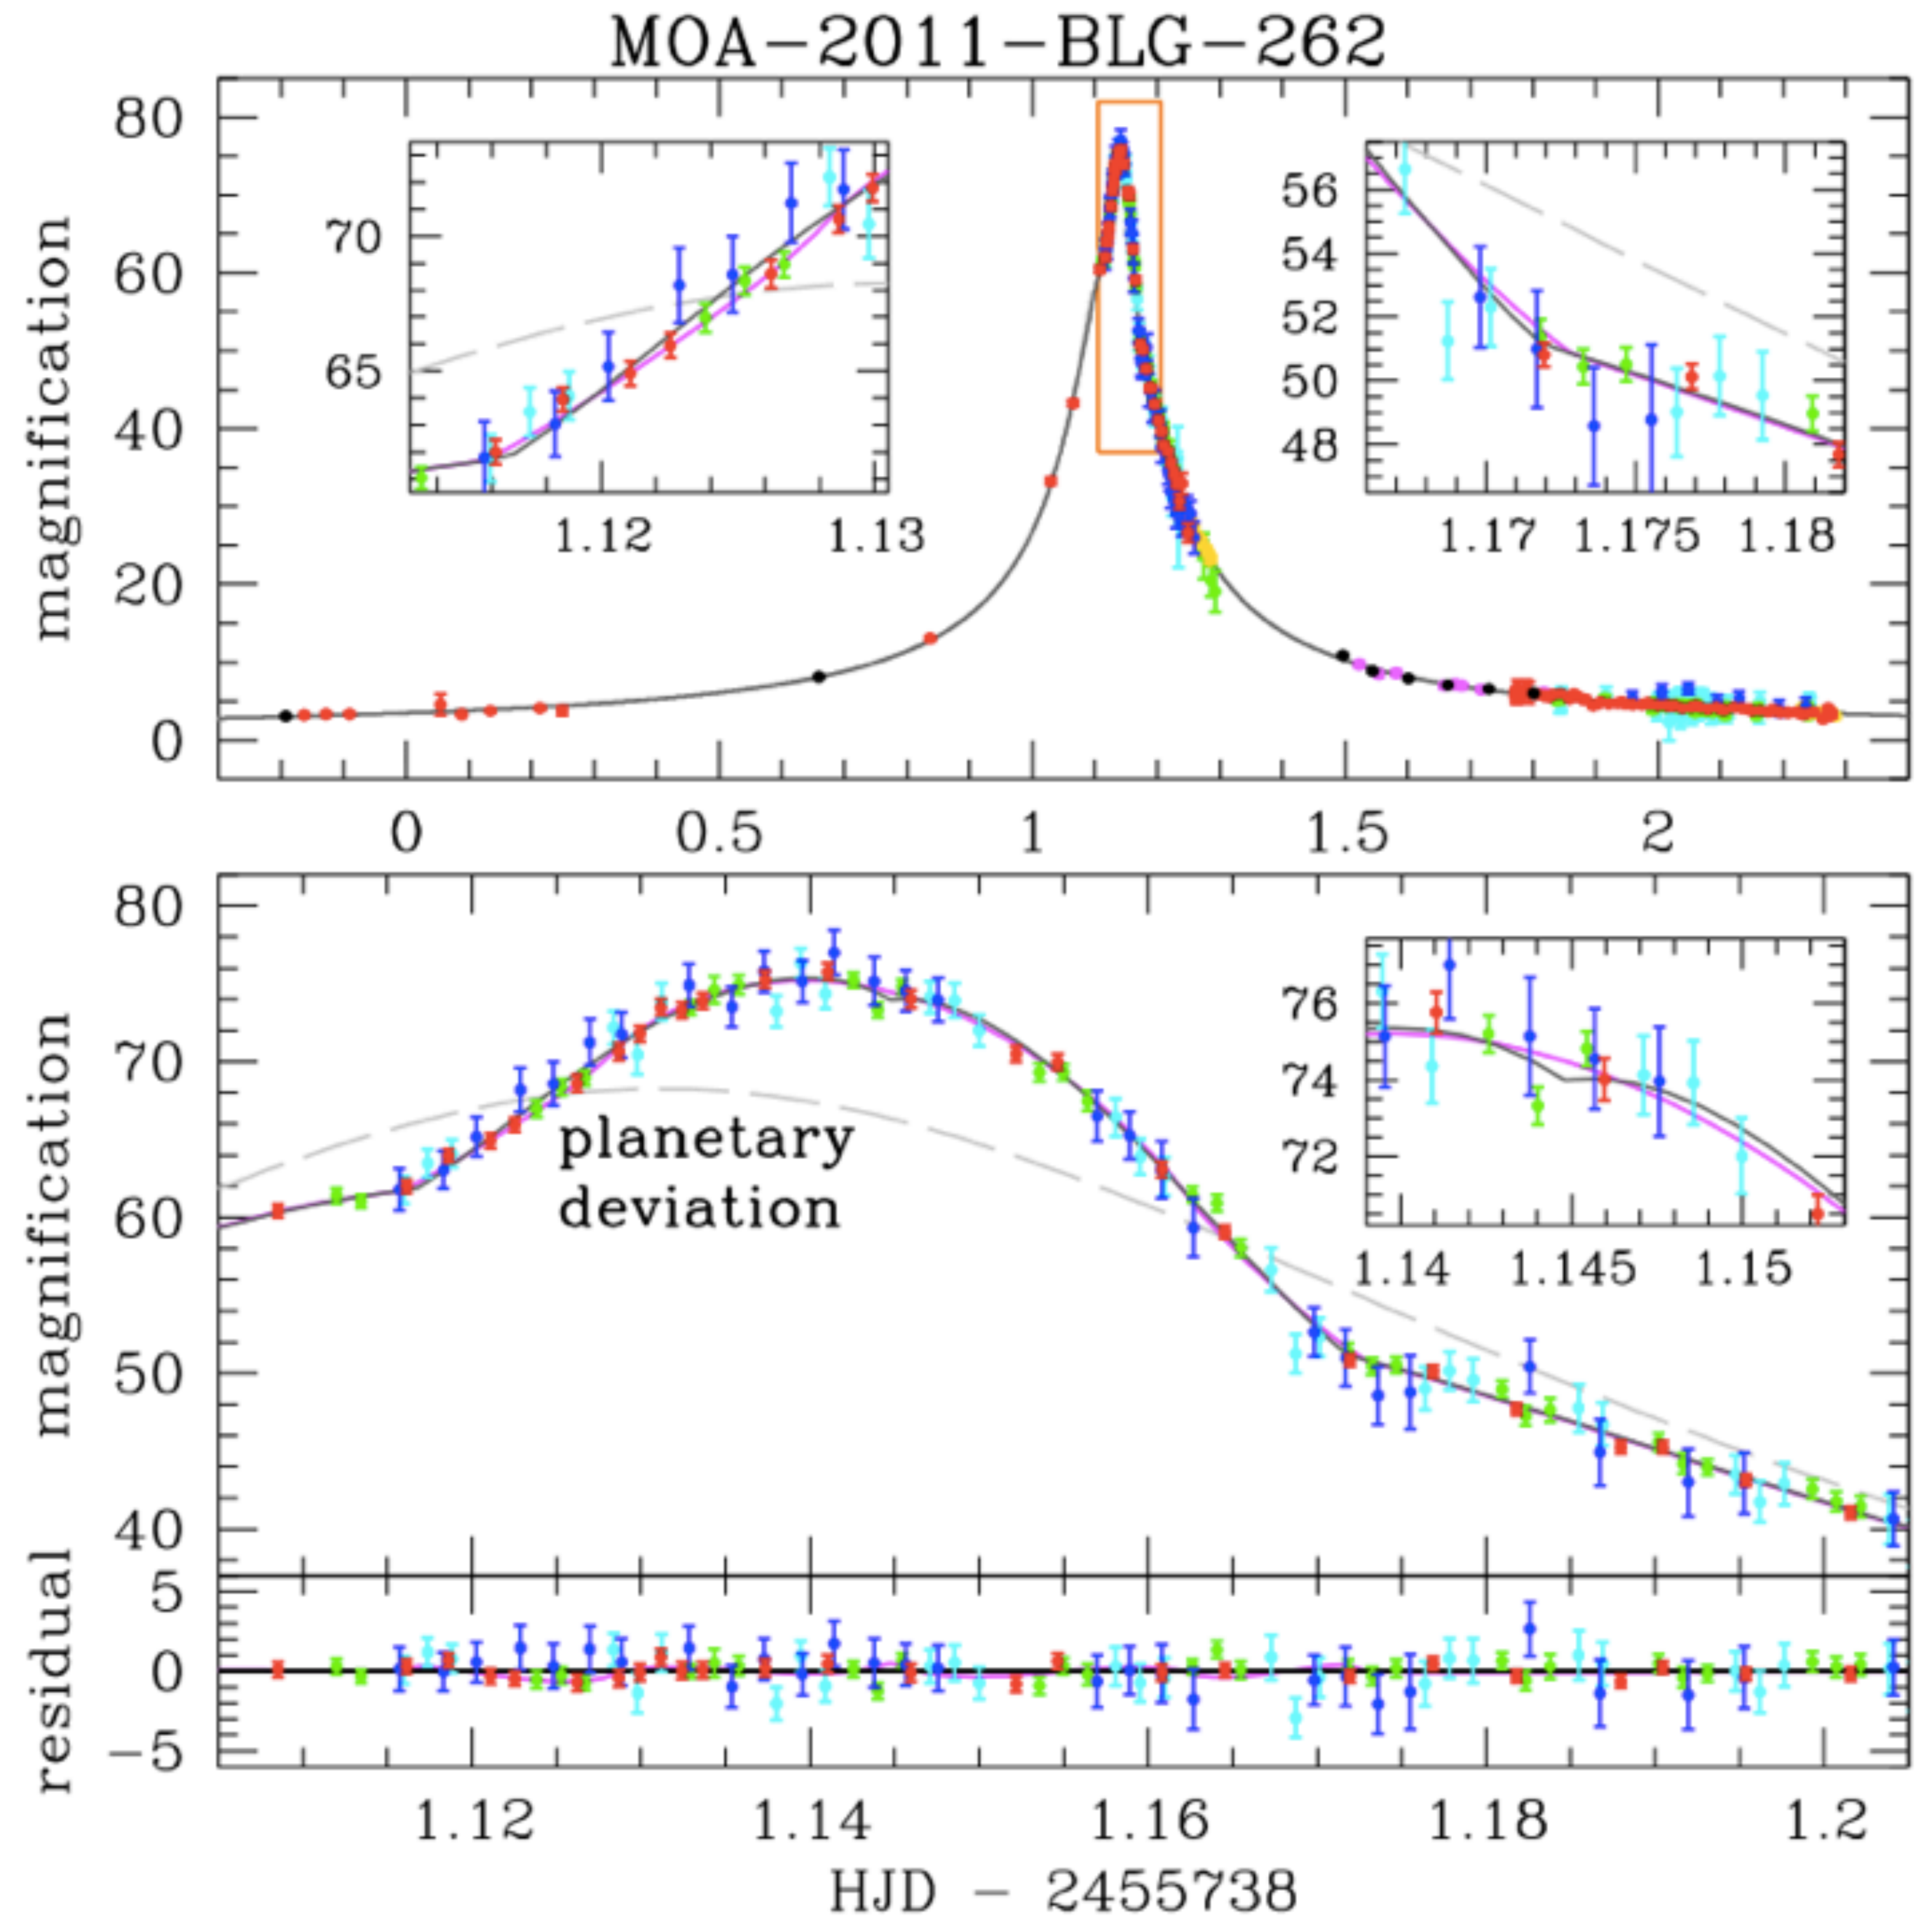 MOA-2011-BLG-262
magnification
80
60
40
20
0
70
65
1.12 1.13
56
54
52
50
48
1.17 1.175 1.18
0 0.5 1 1.5 2
magnification
80
70
60
50
40
planetary
deviation
76
74
72
1.14 1.145 1.15
residual
5
0
−5
1.12 1.14 1.16 1.18 1.2
HJD − 2455738